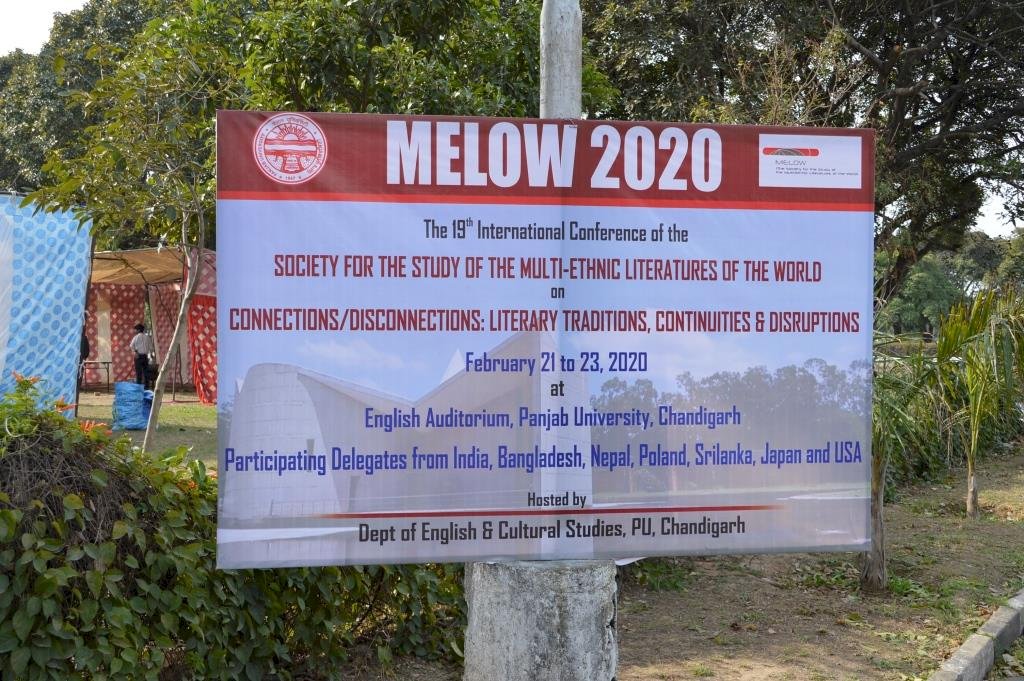 MELOW 2020
MELOW
The 19th International Conference of the
SOCIETY FOR THE STUDY OF THE MULTI-ETHNIC LITERATURES OF THE WORLD
on
CONNECTIONS/DISCONNECTIONS: LITERARY TRADITIONS, CONTINUITIES & DISRUPTIONS
February 21 to 23, 2020
at
English Auditorium, Panjab University, Chandigarh
Participating Delegates from India, Bangladesh, Nepal, Poland, Srilanka, Japan and USA
Hosted by
Dept of English & Cultural Studies, PU, Chandigarh